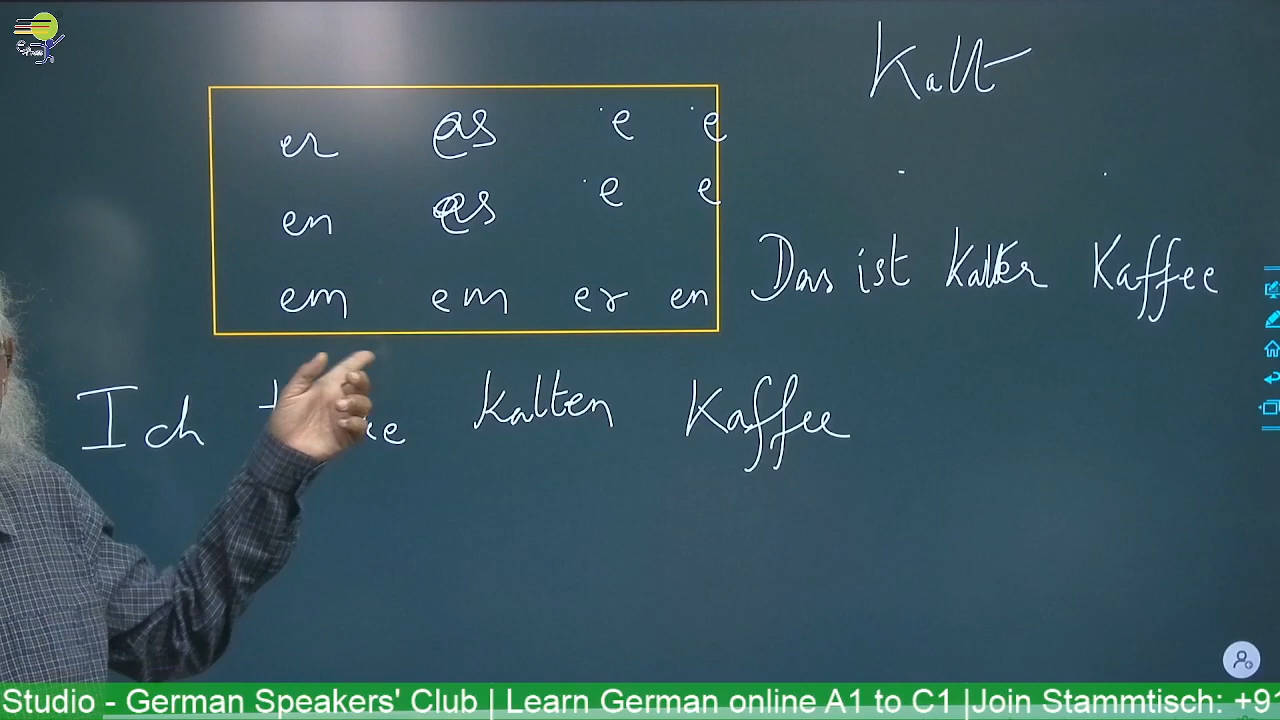 Kalt
er es e e
en es e e
em em er en
Das ist kalter Kaffee
Ich kalten Kaffee
Studio - German Speakers' Club | Learn German online A1 to C1 |Join Stammtisch: +91